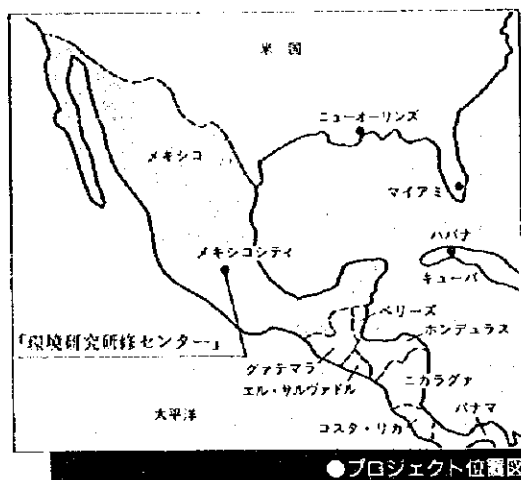 米国
ニューオーリンズ
メキシコ
マイアミ
ハバナ
メキシコシティ
キューバ
ベリーズ
「環境研究研修センター」
ホンデュラス
グァテマラ
エル・サルヴァドル
ニカラグァ
太平洋
パナマ
コスタ・リカ
●プロジェクト位置図